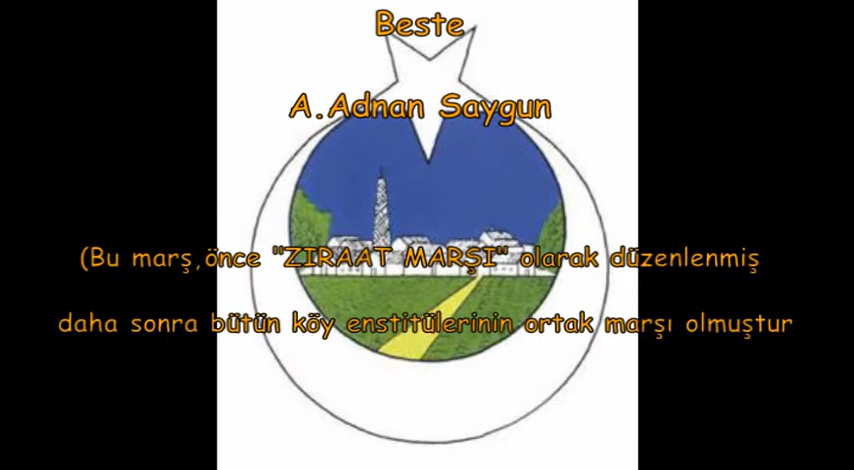 Beste
A.Adnan Saygun
(Bu marş,önce "ZIRAAT MARŞI" olarak düzenlenmiş
daha sonra bütün köy enstitülerinin ortak marşı olmuştur